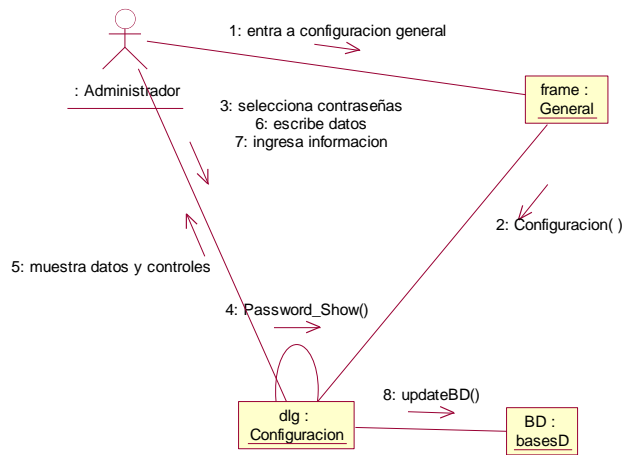 1: entra a configuracion general
: Administrador
frame :
General
3: selecciona contraseñas
6: escribe datos
7: ingresa informacion
2: Configuracion( )
5: muestra datos y controles
4: Password_Show()
8: updateBD()
dlg :
Configuracion
BD :
basesD